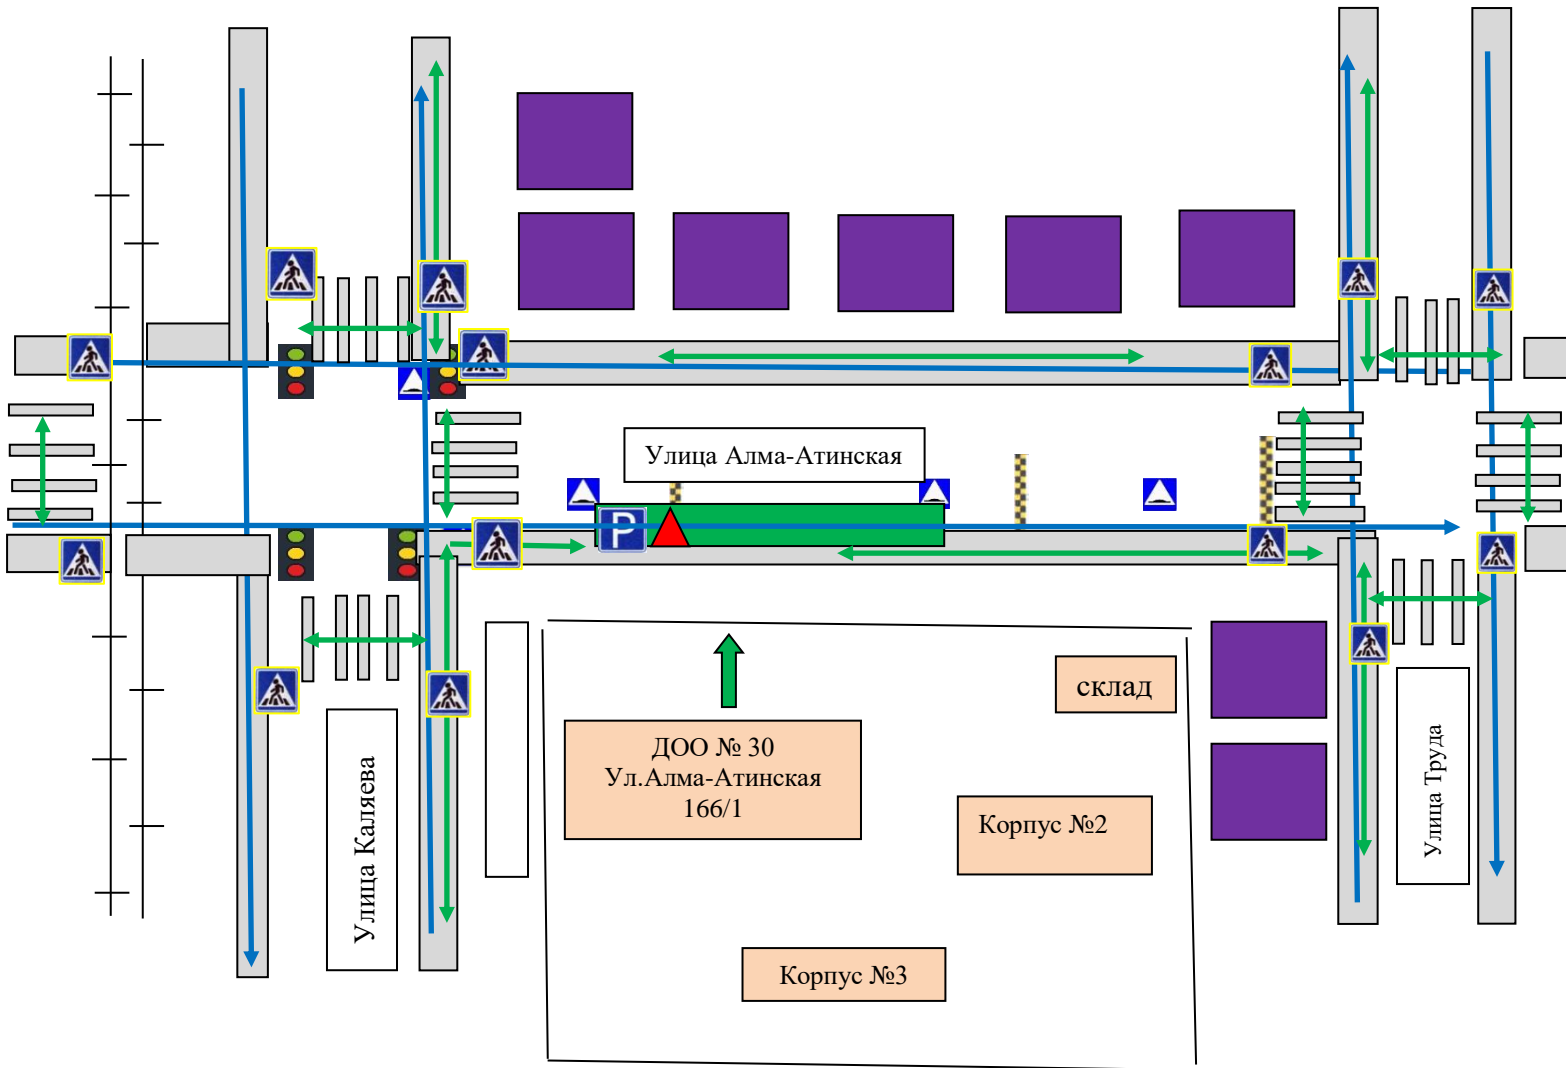 Улица Алма-Атинская
P
склад
ДОО № 30
Ул.Алма-Атинская
166/1
Корпус №2
Улица Каляева
Улица Труда
Корпус №3